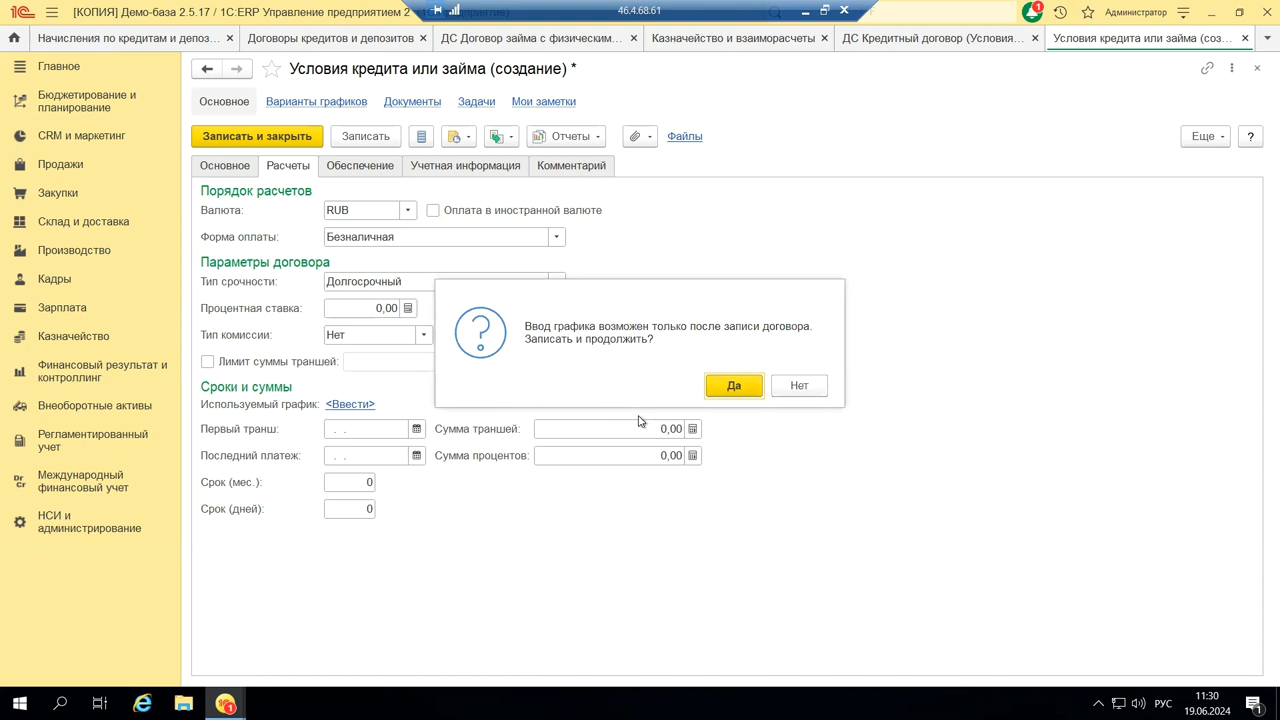 [КОПИЯ] Демо-база 2.5.17 / 1С:ERP Управление предприятием 2
46.4.68.61
Администратор
Начисления по кредитам и депоз...
Договоры кредитов и депозитов
ДС Договор займа с физическим...
Казначейство и взаиморасчеты
ДС Кредитный договор (Условия...
Условия кредита или займа (соз...
Главное
Бюджетирование и
планирование
CRM и маркетинг
Продажи
Закупки
Склад и доставка
Производство
Кадры
Зарплата
Казначейство
Финансовый результат и
контроллинг
Внеоборотные активы
Регламентированный
учет
Международный
финансовый учет
НСИ и
администрирование
Условия кредита или займа (создание) *
Основное Варианты графиков Документы Задачи Мои заметки
Записать и закрыть Записать Отчеты Файлы Еще ?
Основное Расчеты Обеспечение Учетная информация Комментарий
Порядок расчетов
Валюта: RUB Оплата в иностранной валюте
Форма оплаты: Безналичная
Параметры договора
Тип срочности: Долгосрочный
Процентная ставка: 0,00
Тип комиссии: Нет
Лимит суммы траншей:
Ввод графика возможен только после записи договора.
Записать и продолжить?
Да Нет
Сроки и суммы
Используемый график: <Ввести>
Первый транш: . . Сумма траншей: 0,00
Последний платеж: . . Сумма процентов: 0,00
Срок (мес.): 0
Срок (дней): 0
РУС
11:30
19.06.2024